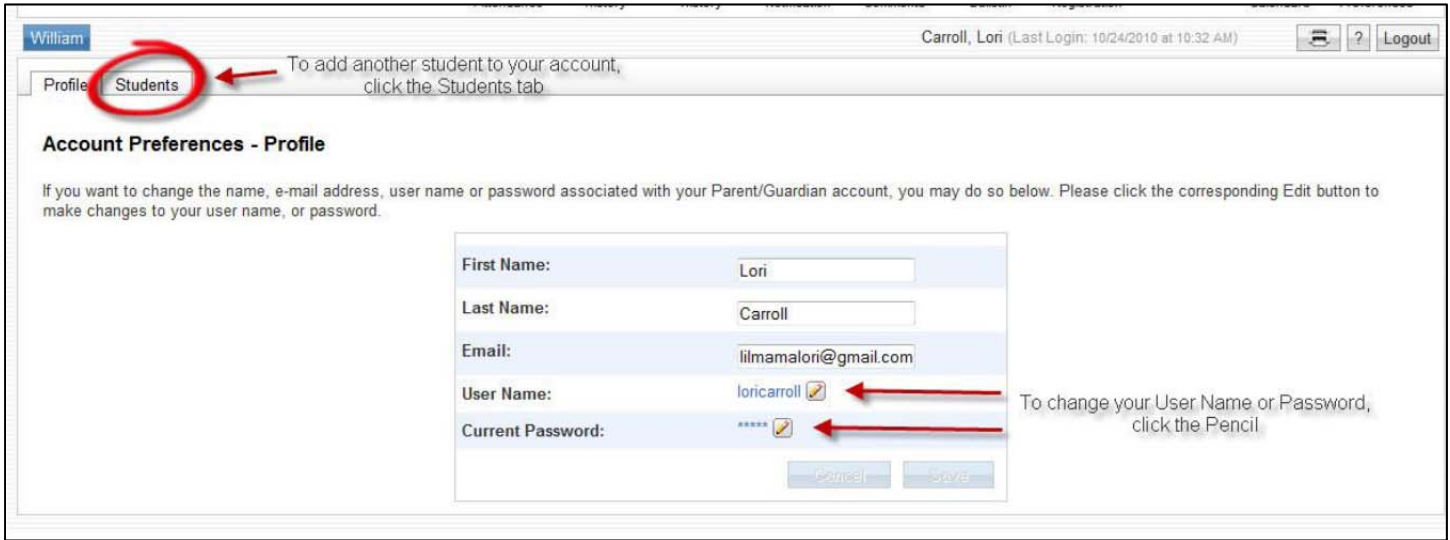 William
Carroll, Lori (Last Login: 10/24/2010 at 10:32 AM)
?
Logout
To add another student to your account,
click the Students tab
Profile
Students
Account Preferences - Profile
If you want to change the name, e-mail address, user name or password associated with your Parent/Guardian account, you may do so below. Please click the corresponding Edit button to
make changes to your user name, or password.
First Name:
Lori
Last Name:
Carroll
Email:
lilmamalori@gmail.com
User Name:
loricarroll
Current Password:
*****
To change your User Name or Password,
click the Pencil
Cancel
Save